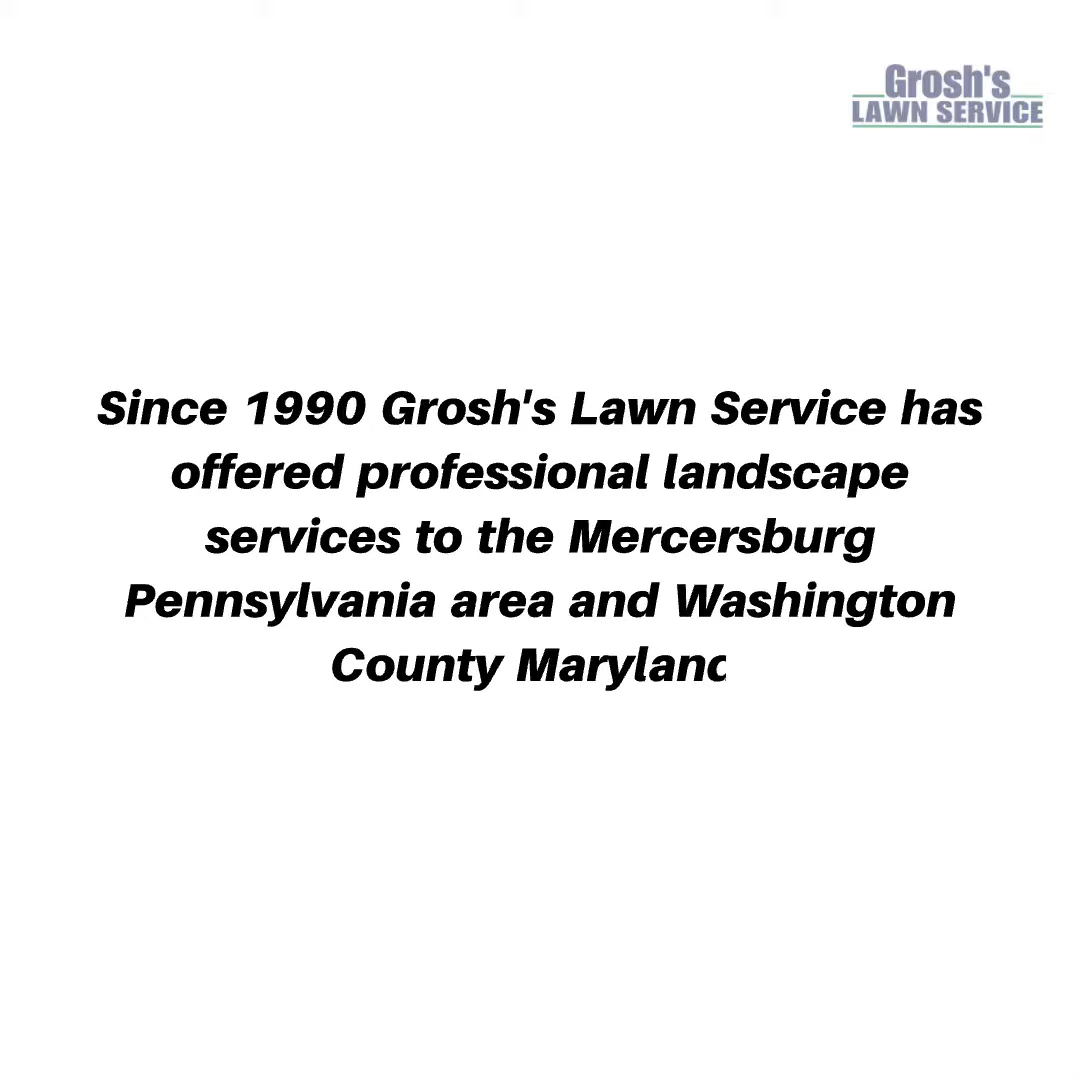 Grosh's
LAWN SERVICE
Since 1990 Grosh's Lawn Service has
offered professional landscape
services to the Mercersburg
Pennsylvania area and Washington
County Marylanc